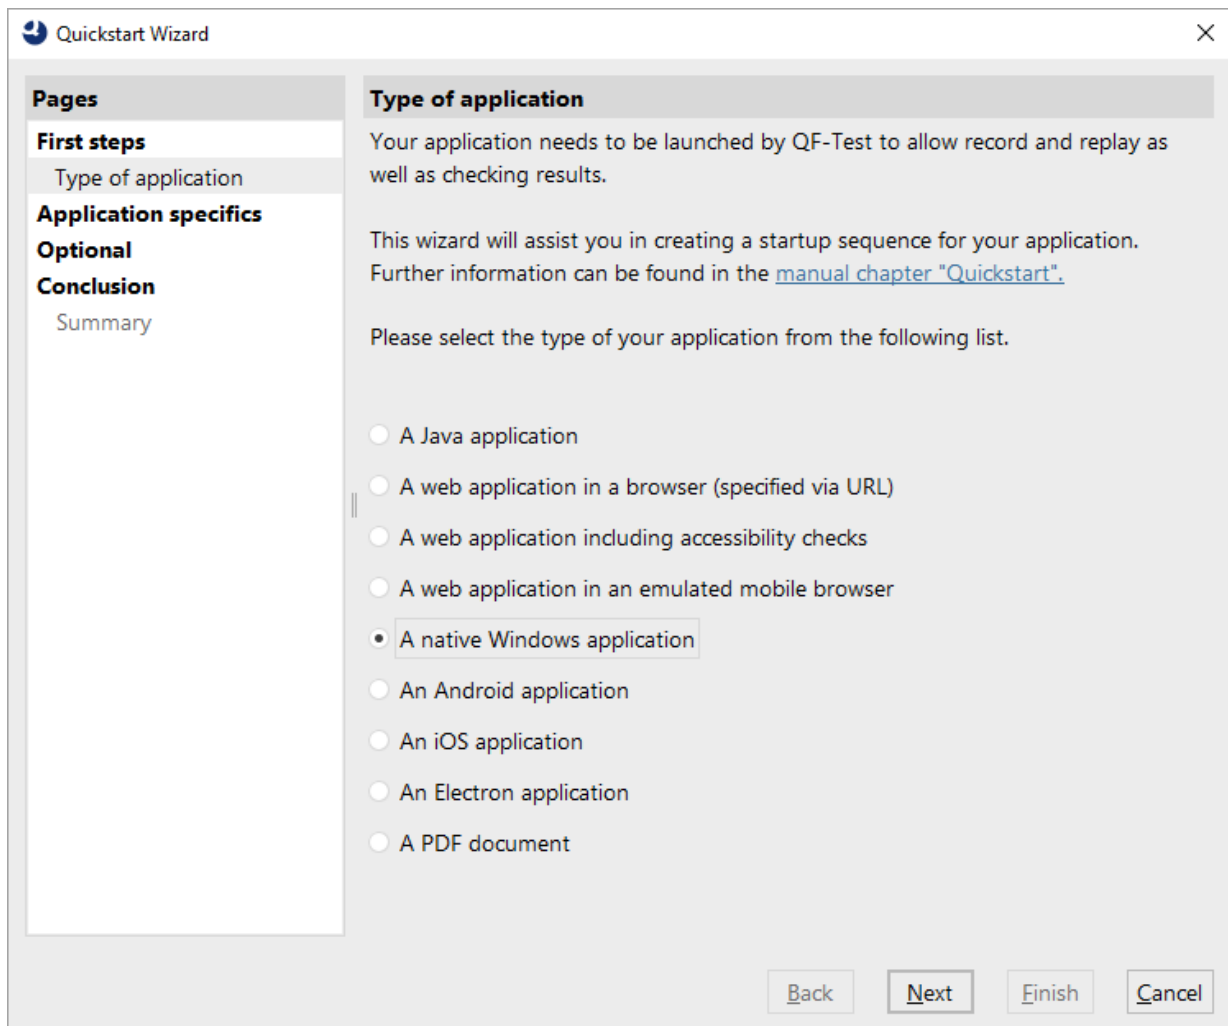 Quickstart Wizard
Pages
First steps
Type of application
Application specifics
Optional
Conclusion
Summary
Type of application
Your application needs to be launched by QF-Test to allow record and replay as
well as checking results.
This wizard will assist you in creating a startup sequence for your application.
Further information can be found in the manual chapter "Quickstart".
Please select the type of your application from the following list.
A Java application
A web application in a browser (specified via URL)
A web application including accessibility checks
A web application in an emulated mobile browser
A native Windows application
An Android application
An iOS application
An Electron application
A PDF document
Back Next Finish Cancel